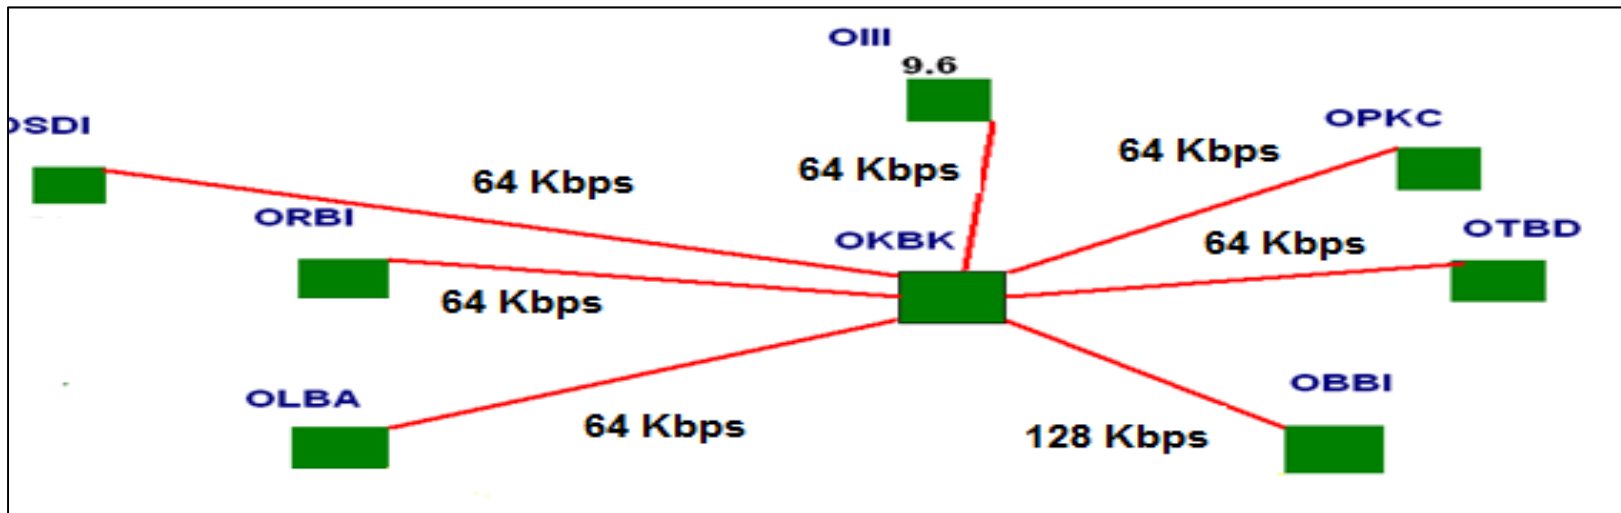 OIII
9.6
OSDI
OPKC
64 Kbps
64 Kbps
64 Kbps
ORBI
OKBK
64 Kbps
OTBD
64 Kbps
OLBA
64 Kbps
OBBI
128 Kbps